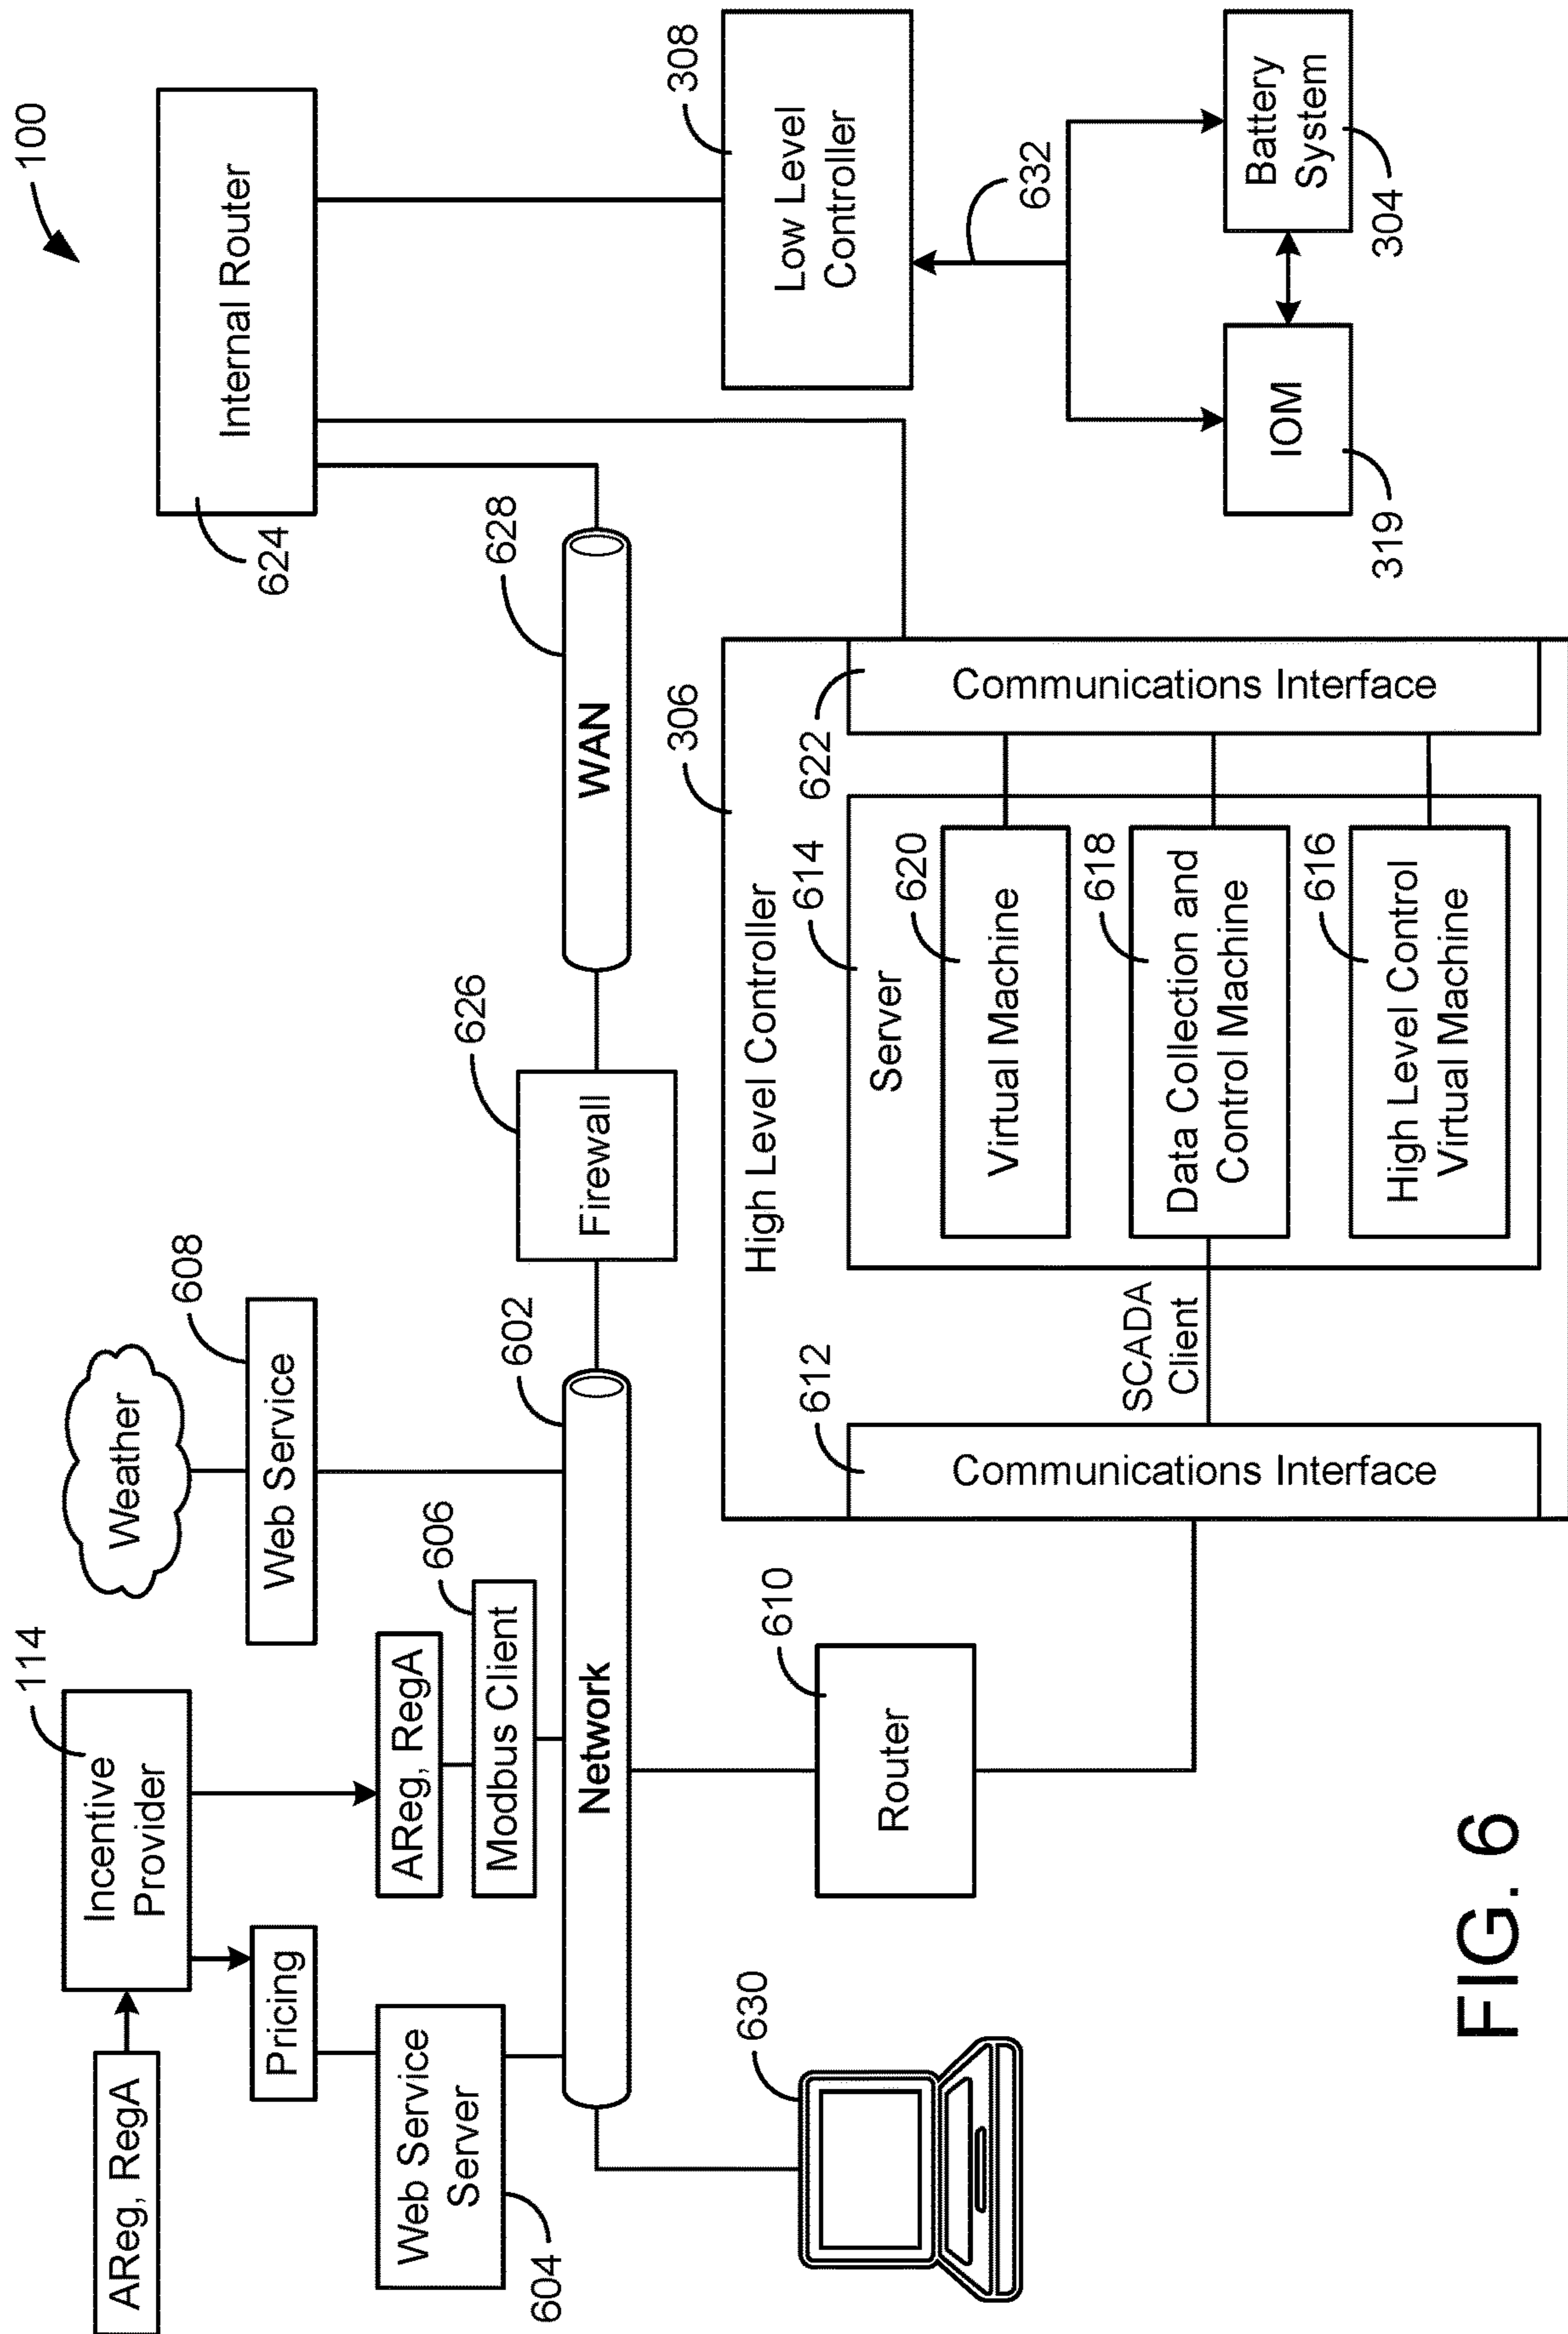 100
114
Incentive
Provider
AReg, RegA
Pricing
Web Service
Server
604
AReg, RegA
Modbus Client
606
Weather
Web Service
608
Network
602
Firewall
626
WAN
628
Internal Router
624
630
Router
610
High Level Controller
306
Communications Interface
612
SCADA
Client
Server
614
Virtual Machine
620
Data Collection and
Control Machine
618
High Level Control
Virtual Machine
616
Communications Interface
622
Low Level
Controller
308
632
IOM
319
Battery
System
304
FIG. 6